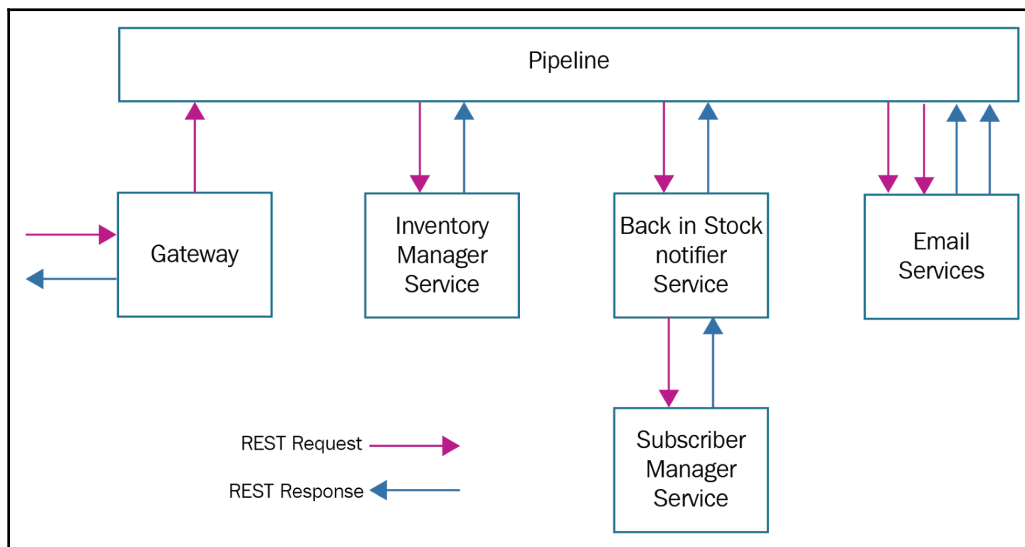 Pipeline
Gateway
Inventory
Manager
Service
Back in Stock
notifier
Service
Email
Services
Subscriber
Manager
Service
REST Request
REST Response